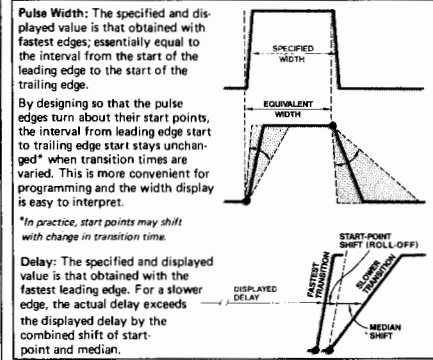 Pulse Width: The specified and dis-
played value is that obtained with
fastest edges; essentially equal to
the interval from the start of the
leading edge to the start of the
trailing edge.
By designing so that the pulse
edges turn about their start points,
the interval from leading edge start
to trailing edge start stays unchan-
ged* when transition times are
varied. This is more convenient for
programming and the width display
is easy to interpret.
*In practice, start points may shift
with change in transition time.
Delay: The specified and displayed
value is that obtained with the
fastest leading edge. For a slower
edge, the actual delay exceeds
the displayed delay by the
combined shift of start-
point and median.
SPECIFIED
WIDTH
EQUIVALENT
WIDTH
START-POINT
SHIFT (ROLL-OFF)
FASTEST
TRANSITION
SLOWER
TRANSITION
DISPLAYED
DELAY
MEDIAN
SHIFT